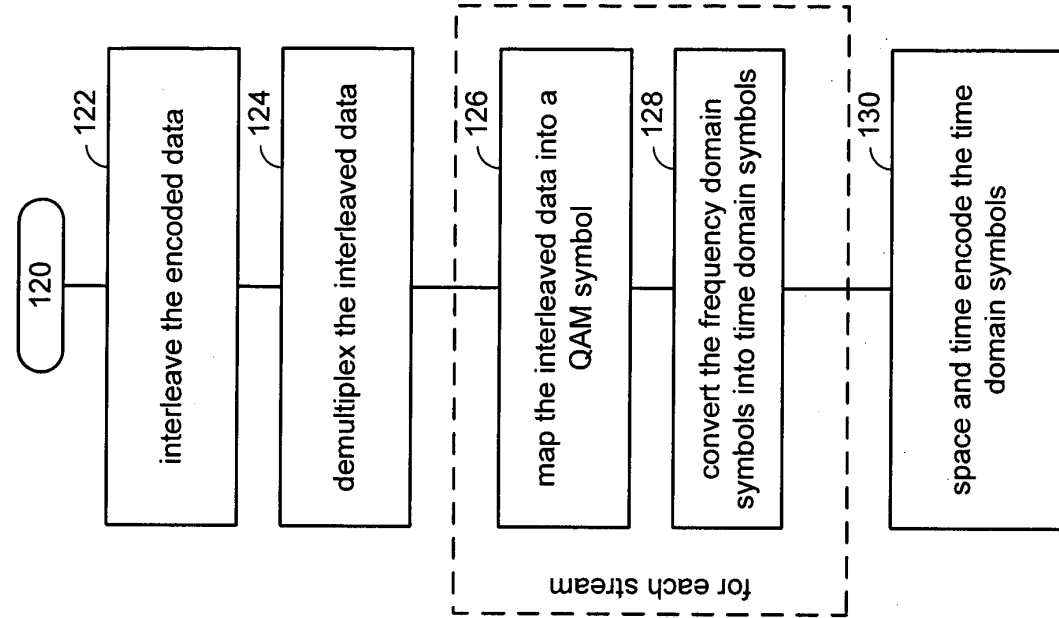 120
122
interleave the encoded data
124
demultiplex the interleaved data
for each stream
126
map the interleaved data into a
QAM symbol
128
convert the frequency domain
symbols into time domain symbols
130
space and time encode the time
domain symbols